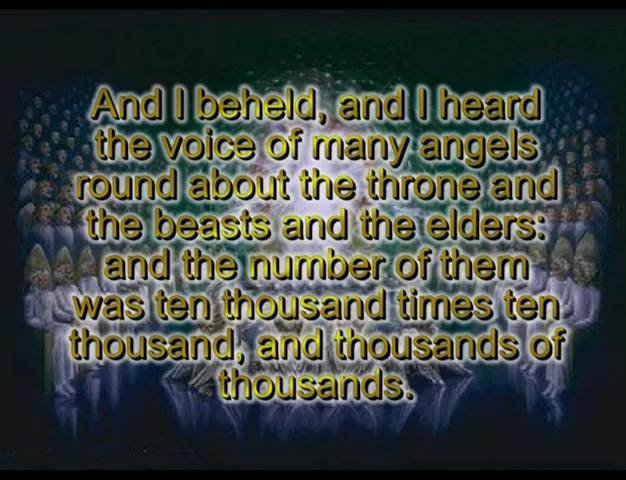 And I beheld, and I heard
the voice of many angels
round about the throne and
the beasts and the elders:
and the number of them
was ten thousand times ten
thousand, and thousands of
thousands.